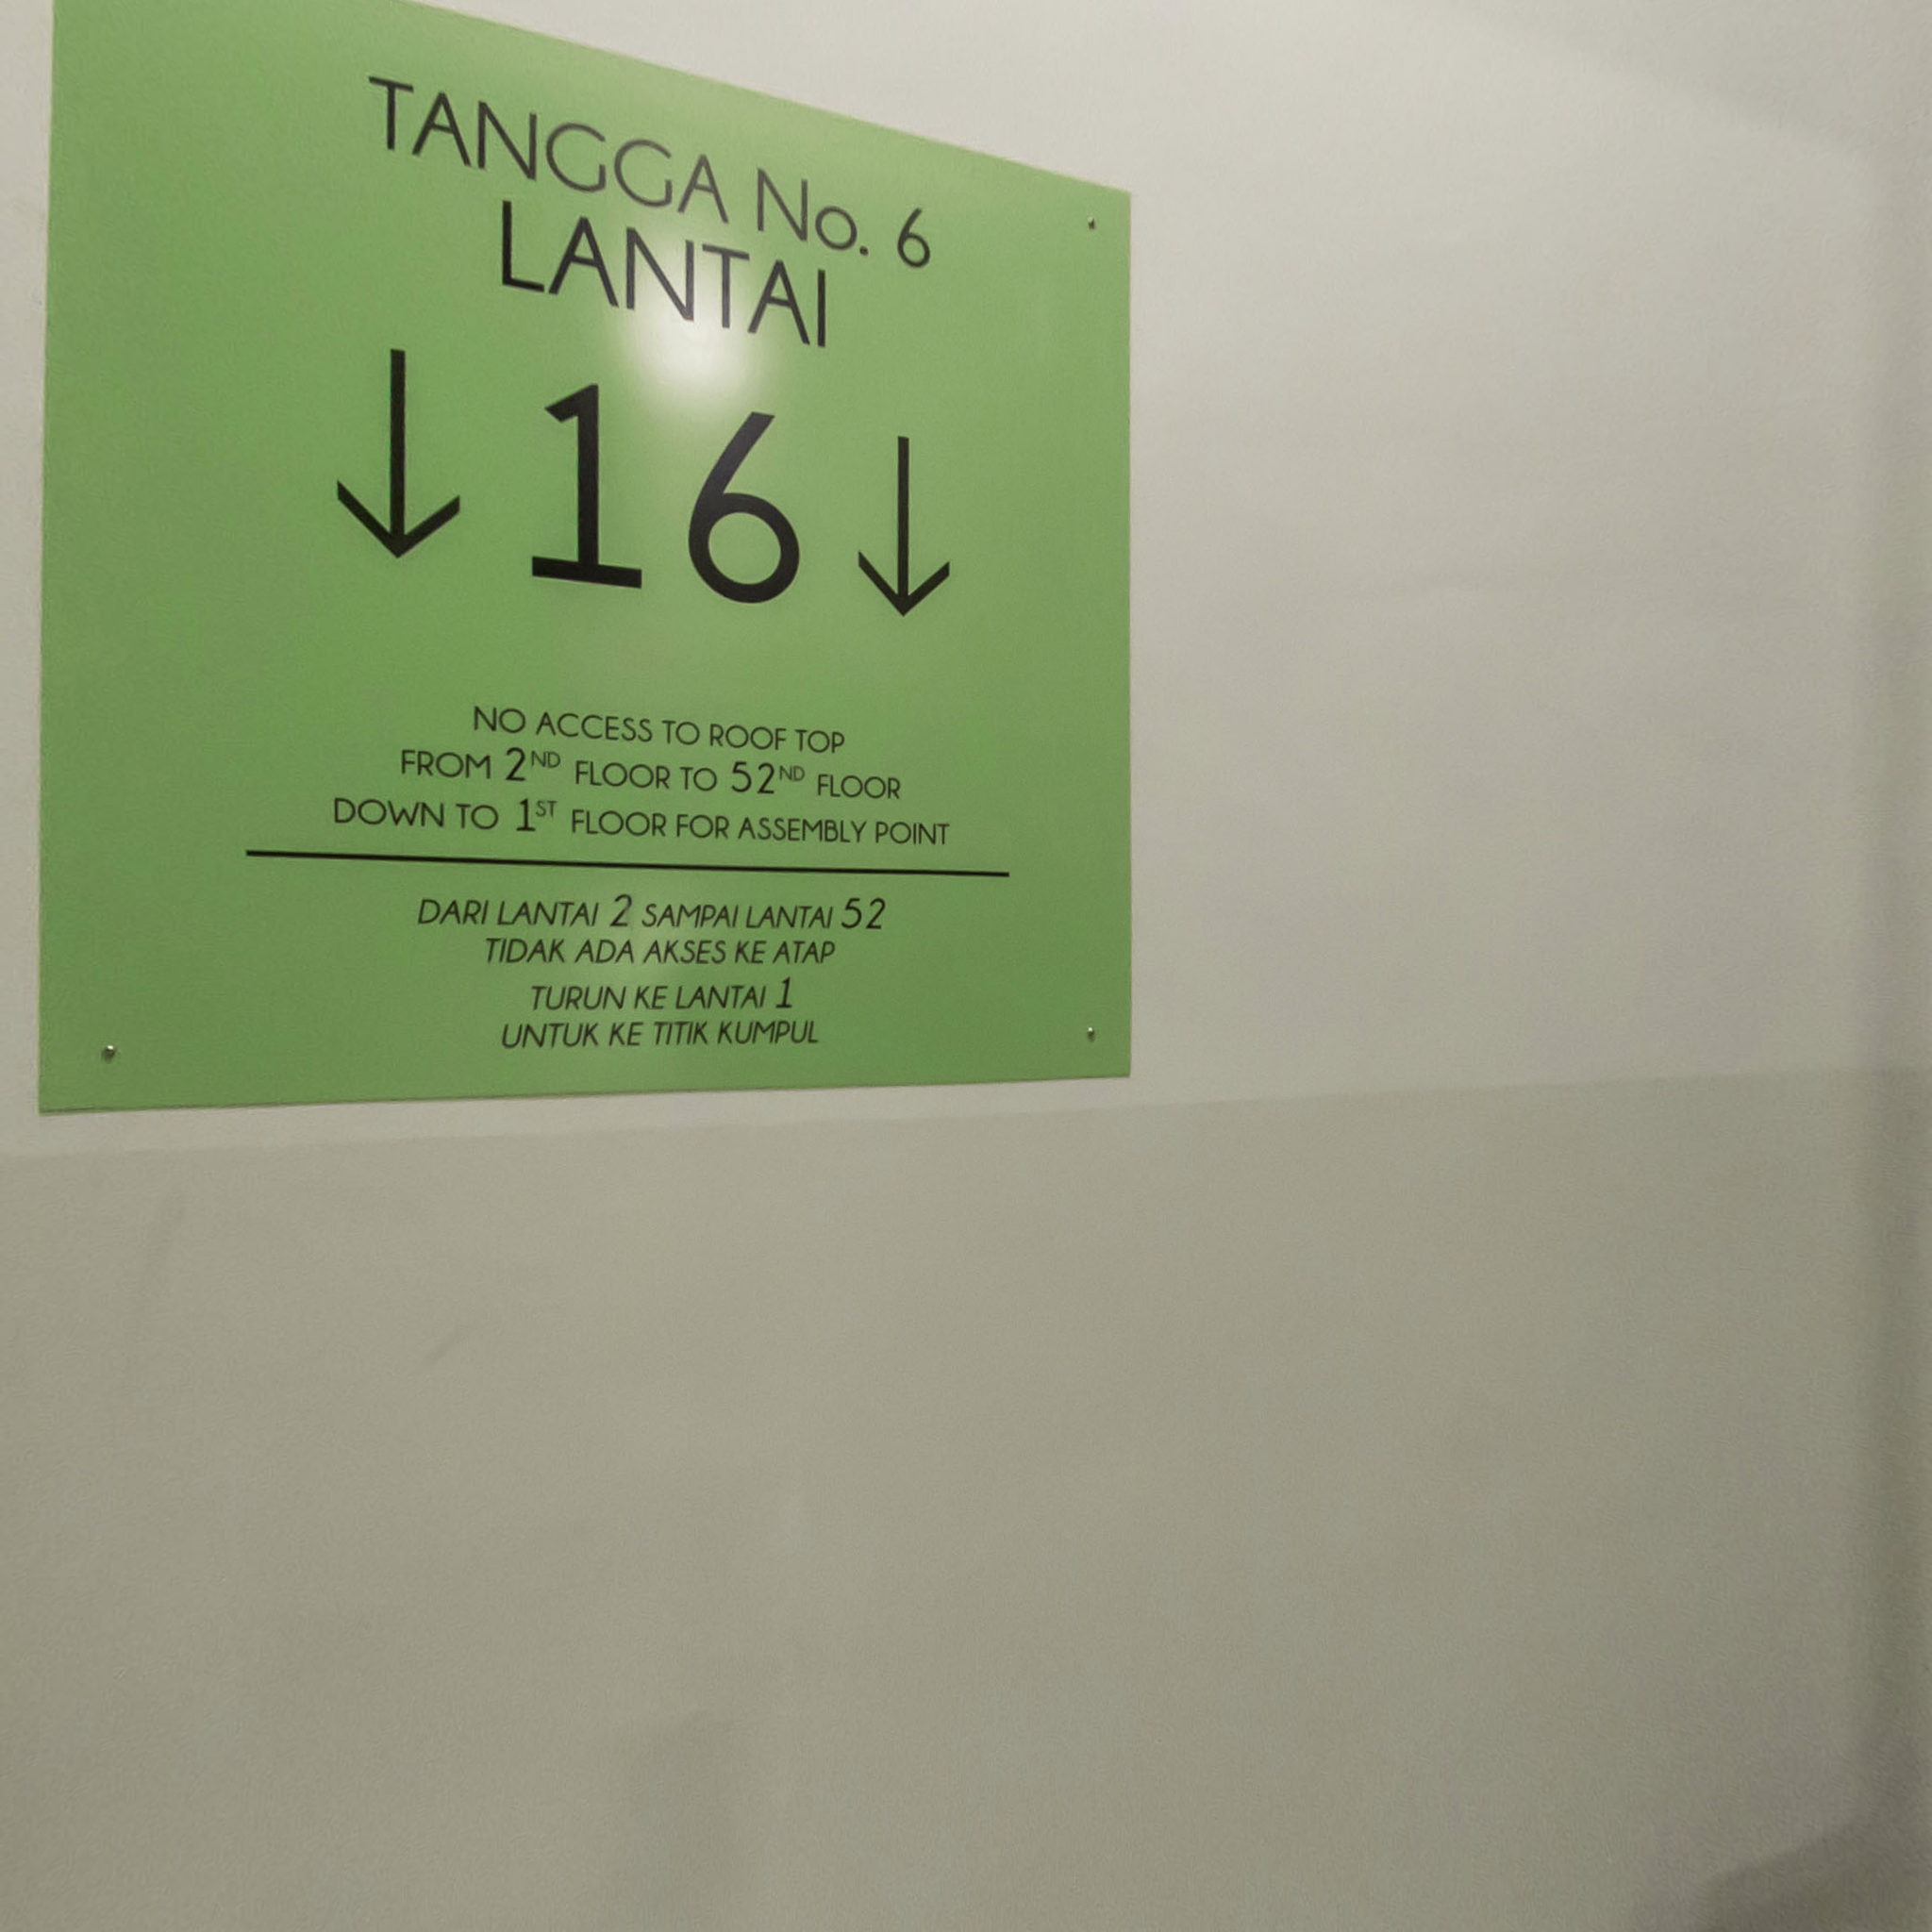 TANGGA No. 6
LANTAI
↓ 16 ↓
NO ACCESS TO ROOF TOP
FROM 2ND FLOOR TO 52ND FLOOR
DOWN TO 1ST FLOOR FOR ASSEMBLY POINT
DARI LANTAI 2 SAMPAI LANTAI 52
TIDAK ADA AKSES KE ATAP
TURUN KE LANTAI 1
UNTUK KE TITIK KUMPUL